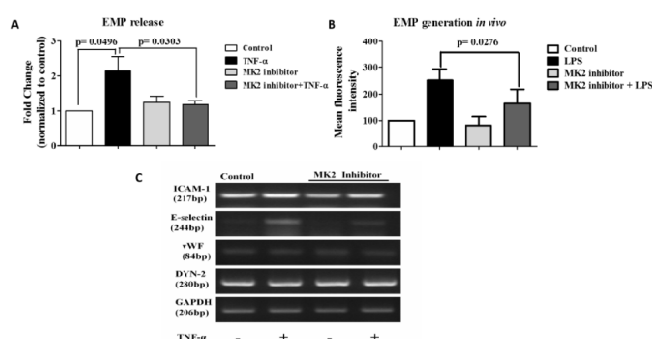 A
EMP release
p= 0.0496 p= 0.0303
Fold Change
(normalized to control)
3
2
1
0
Control
TNF-α
MK2 inhibitor
MK2 inhibitor+TNF-α
B
EMP generation in vivo
p= 0.0276
Mean fluorescence
intensity
400
300
200
100
0
Control
LPS
MK2 inhibitor
MK2 inhibitor + LPS
C
Control MK2 Inhibitor
ICAM-1
(217bp)
E-selectin
(244bp)
vWF
(84bp)
DYN-2
(280bp)
GAPDH
(206bp)
TNF-α - + - +